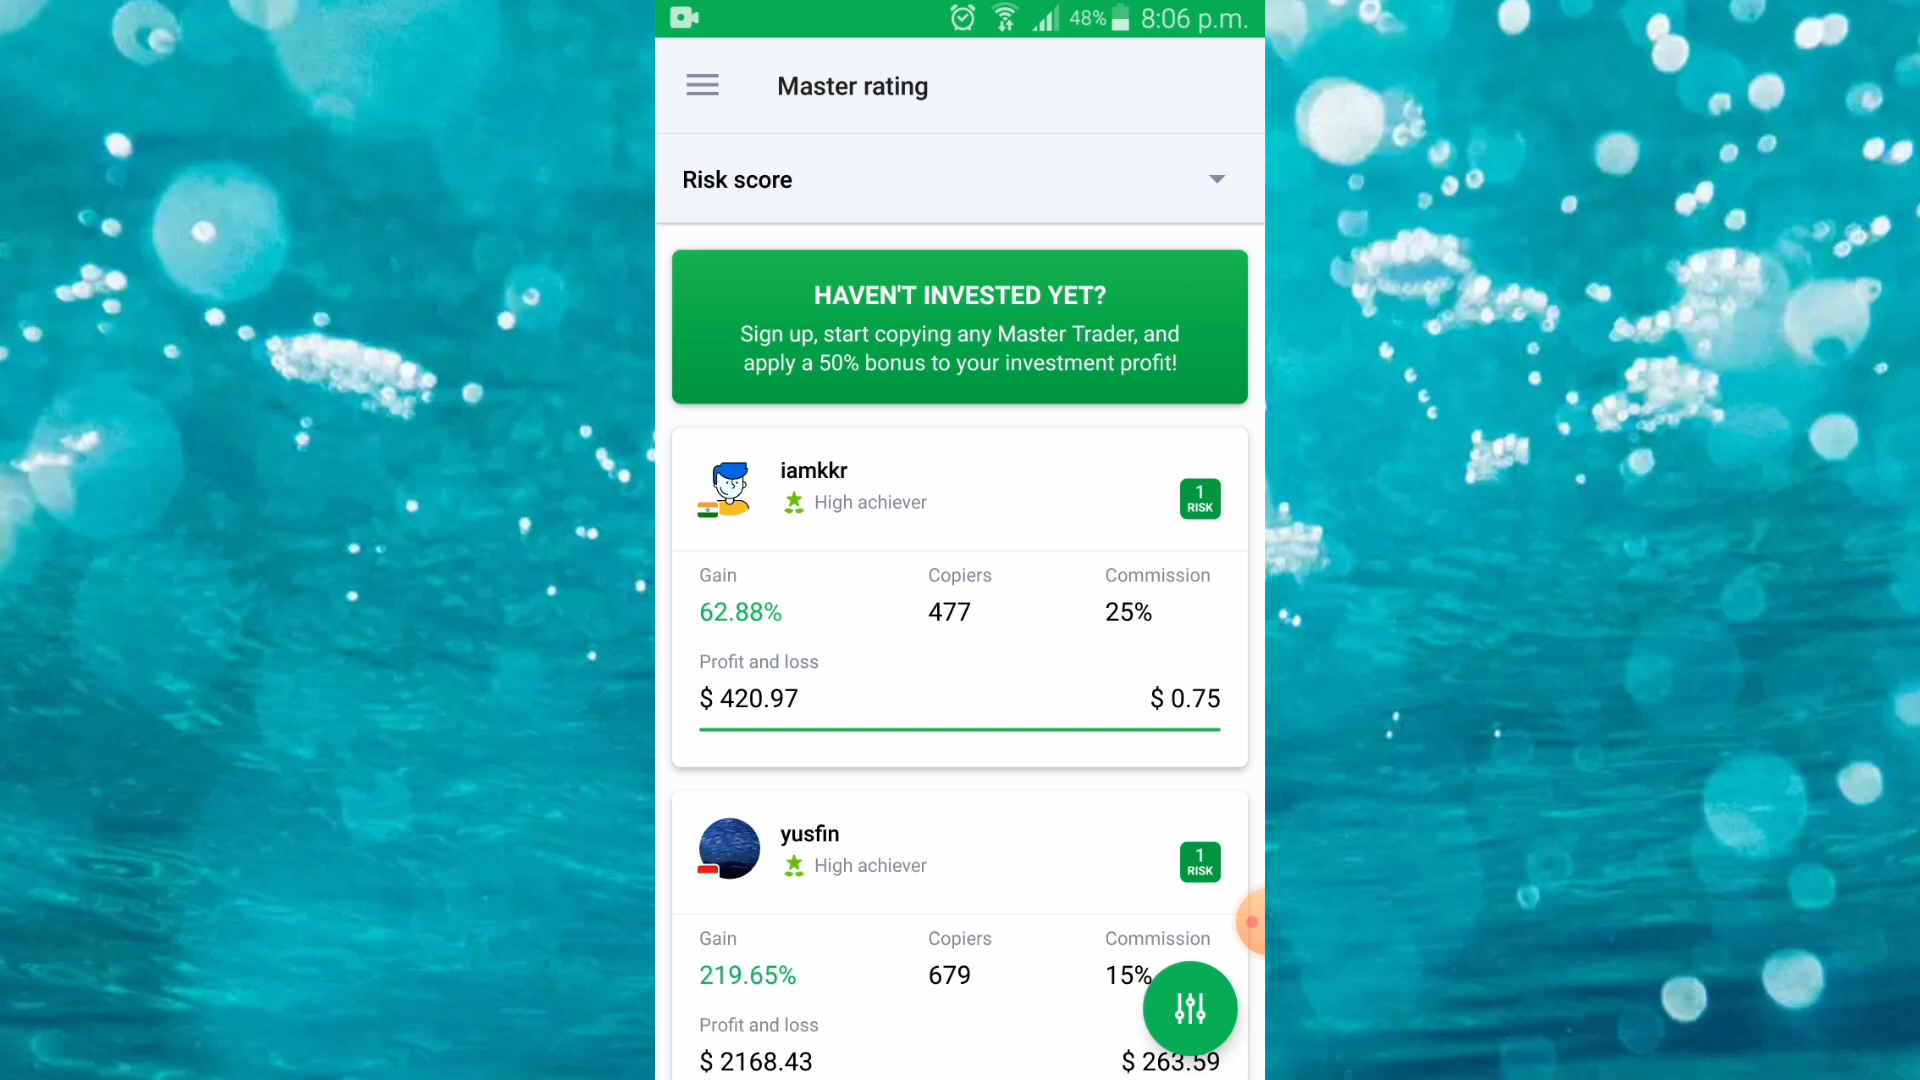 48% 8:06 p.m.
Master rating
Risk score
HAVEN'T INVESTED YET?
Sign up, start copying any Master Trader, and
apply a 50% bonus to your investment profit!
iamkkr
High achiever
1
RISK
Gain Copiers Commission
62.88% 477 25%
Profit and loss
$ 420.97 $ 0.75
yusfin
High achiever
1
RISK
Gain Copiers Commission
219.65% 679 15%
Profit and loss
$ 2168.43 $ 263.59